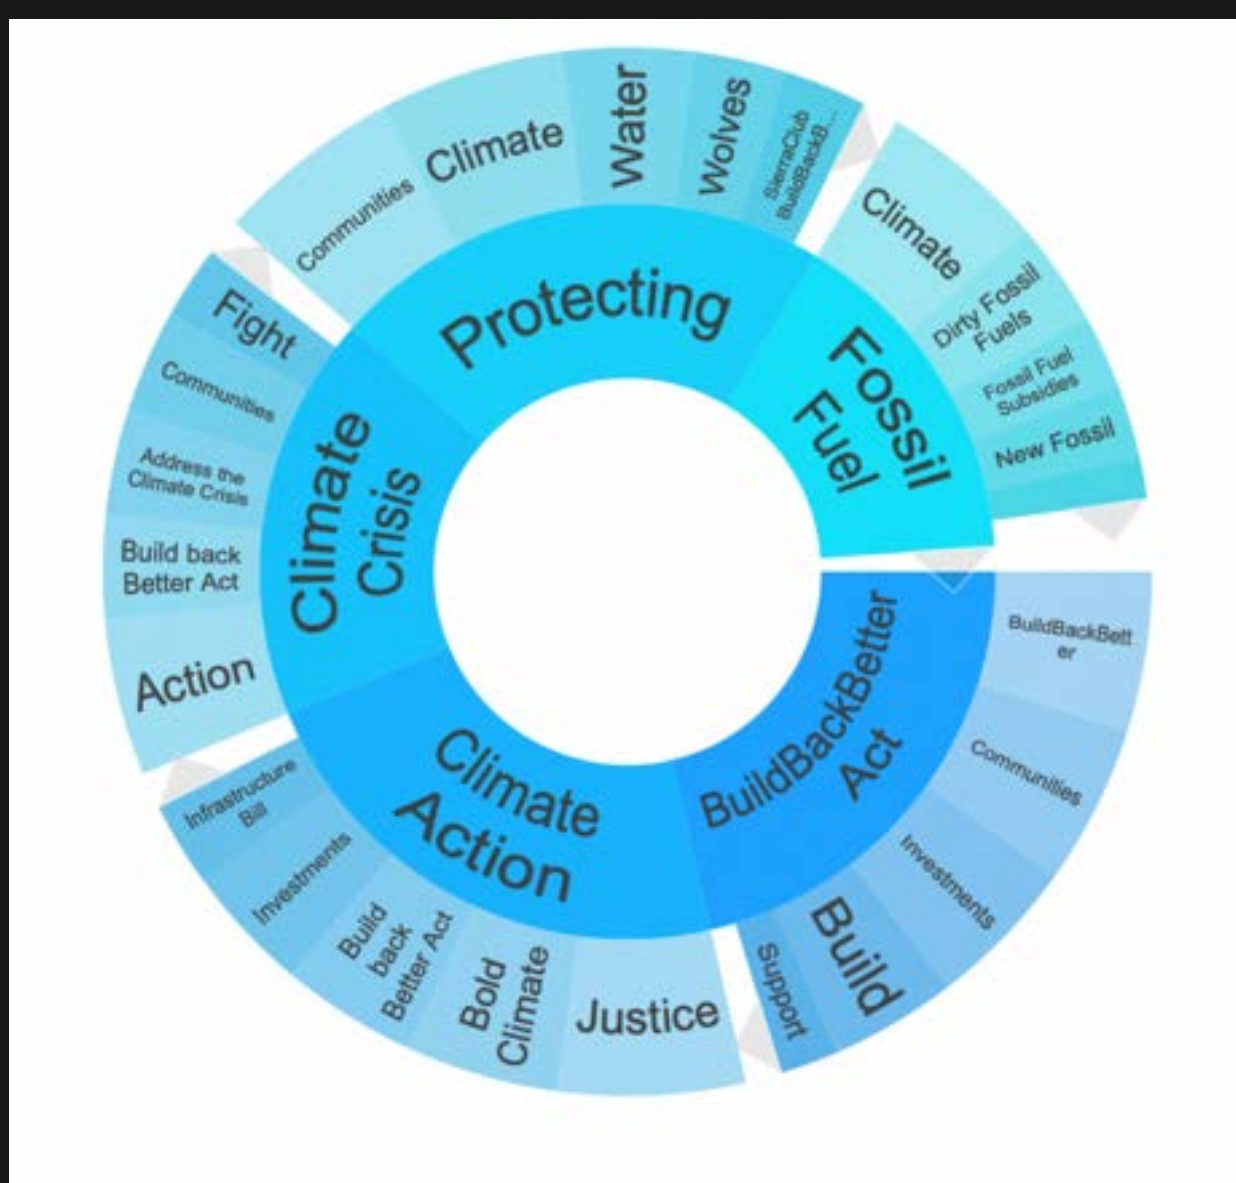 Protecting
Communities
Climate
Water
Wolves
SierraClub
BuildBackB...
Fossil
Fuel
Climate
Dirty Fossil
Fuels
Fossil Fuel
Subsidies
New Fossil
BuildBackBetter
Act
BuildBackBett
er
Communities
Investments
Build
Support
Climate
Action
Justice
Bold
Climate
Build
back
Better Act
Investments
Infrastructure
Bill
Climate
Crisis
Action
Build back
Better Act
Address the
Climate Crisis
Communities
Fight